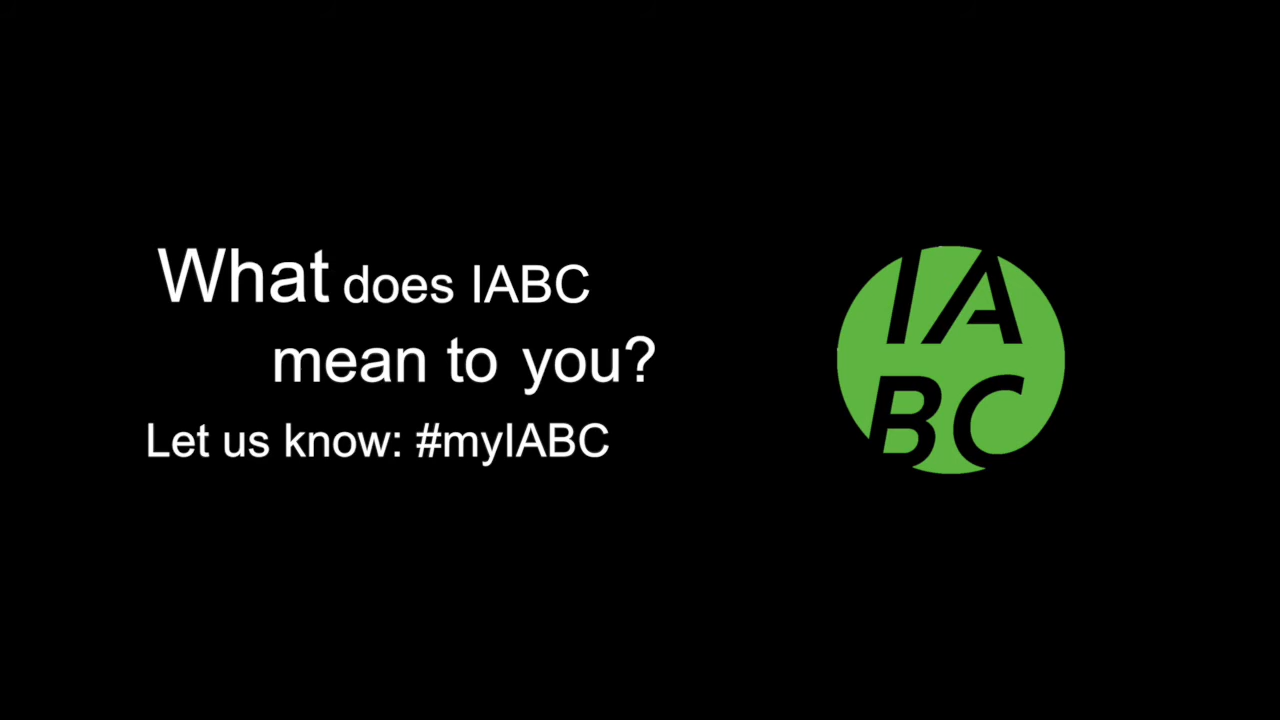 What does IABC
mean to you?
Let us know: #myIABC
IA
BC